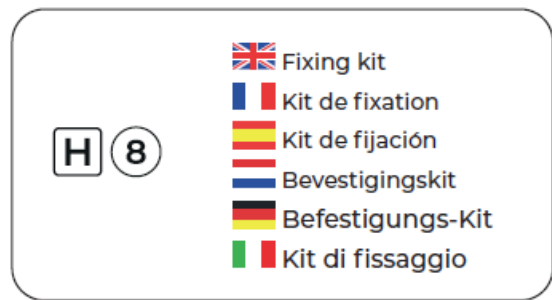 H 8
Fixing kit
Kit de fixation
Kit de fijación
Bevestigingskit
Befestigungs-Kit
Kit di fissaggio